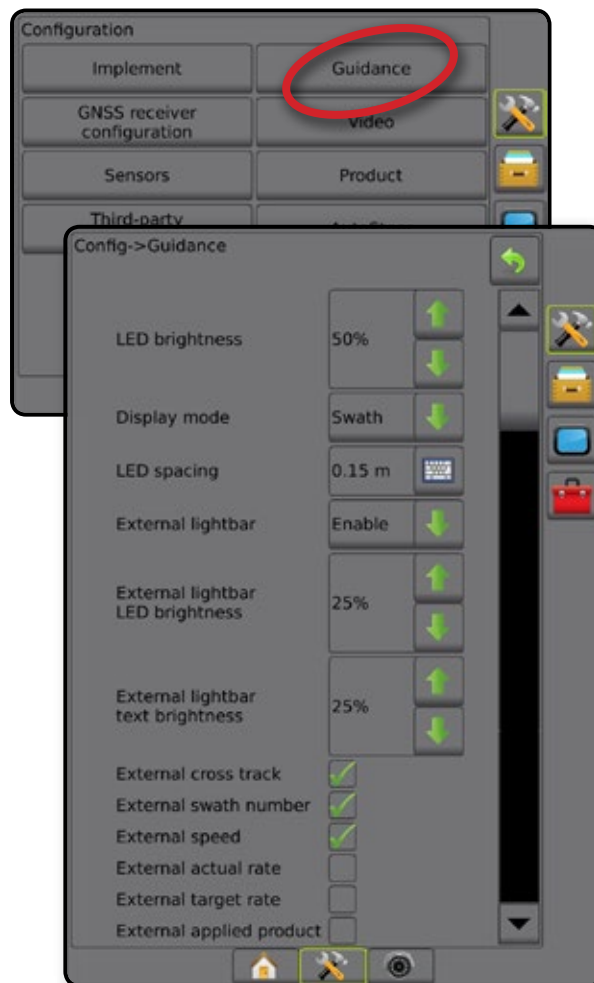 Configuration
Implement
Guidance
GNSS receiver
configuration
Video
Sensors
Product
Third-party
Config->Guidance
LED brightness
50%
Display mode
Swath
LED spacing
0.15 m
External lightbar
Enable
External lightbar
LED brightness
25%
External lightbar
text brightness
25%
External cross track
External swath number
External speed
External actual rate
External target rate
External applied product